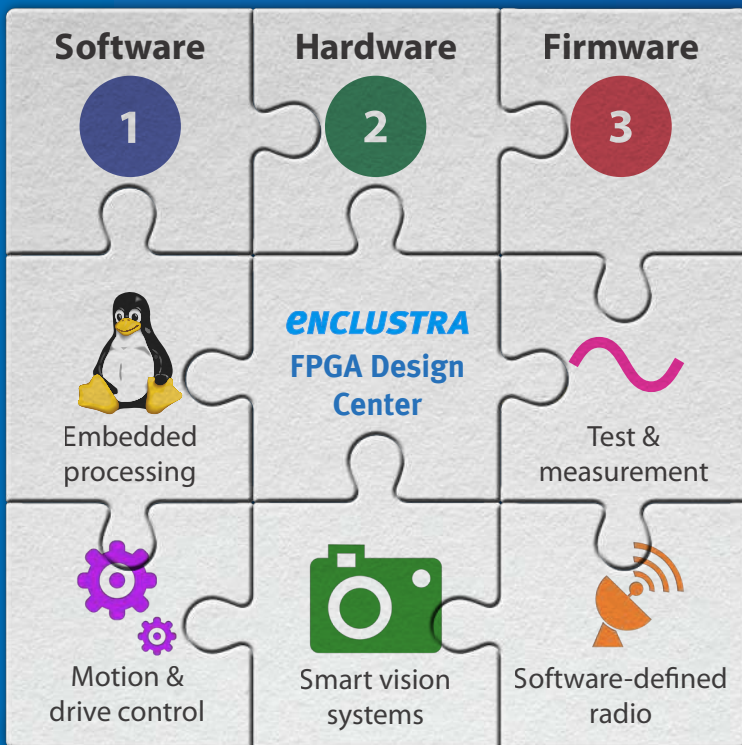 Software
Hardware
Firmware
1
2
3
ENCLUSTRA
FPGA Design
Center
Embedded
processing
Test &
measurement
Motion &
drive control
Smart vision
systems
Software-defined
radio